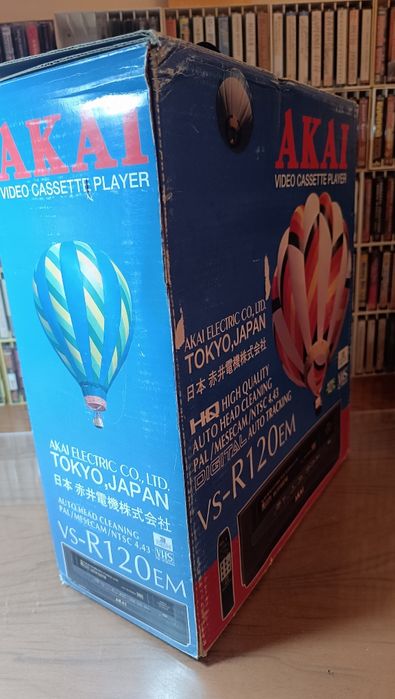 AKAI
VIDEO CASSETTE PLAYER
AKAI ELECTRIC CO., LTD
TOKYO, JAPAN
日本 赤井電機株式会社
AUTO HEAD CLEANING
PAL/MESECAM/NTSC 4.43
VHS
VS-R120EM
AKAI
AKAI
VIDEO CASSETTE PLAYER
AKAI ELECTRIC CO., LTD.
TOKYO, JAPAN
日本 赤井電機株式会社
HQ HIGH QUALITY
AUTO HEAD CLEANING
PAL/MESECAM/NTSC 4.43
DIGITAL AUTO TRACKING
VHS
VS-R120EM
AKAI